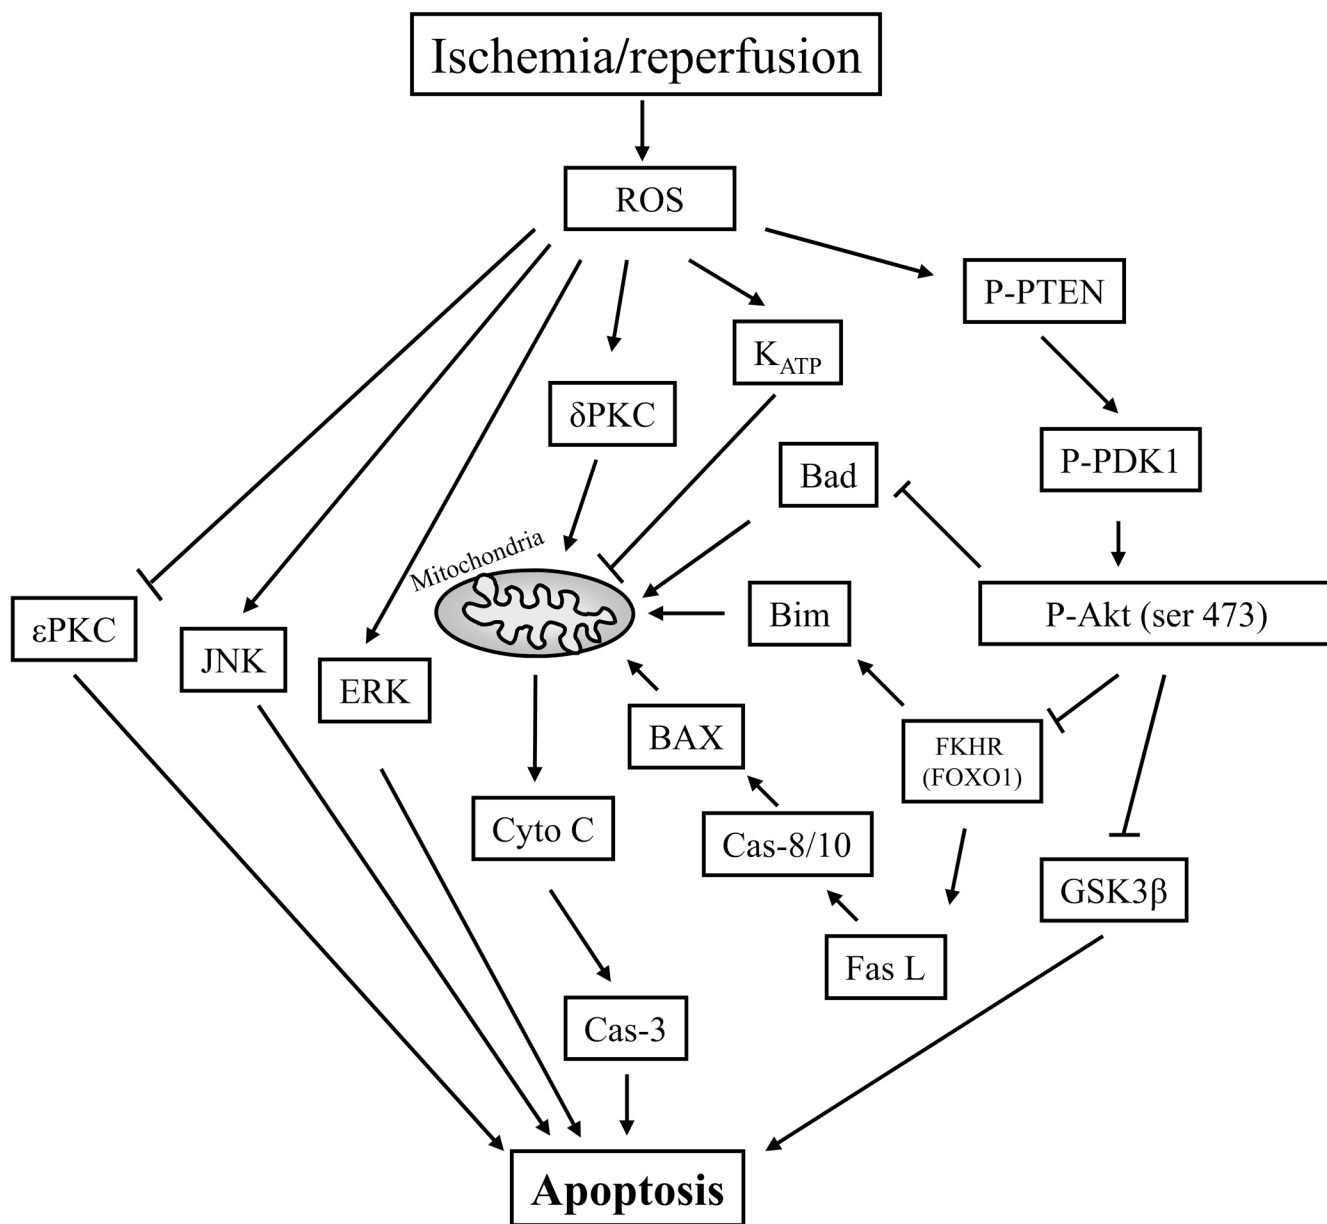 Ischemia/reperfusion
ROS
P-PTEN
K_ATP
δPKC
P-PDK1
Bad
Mitochondria
εPKC
JNK
ERK
Bim
P-Akt (ser 473)
BAX
FKHR
(FOXO1)
Cyto C
Cas-8/10
GSK3β
Fas L
Cas-3
Apoptosis